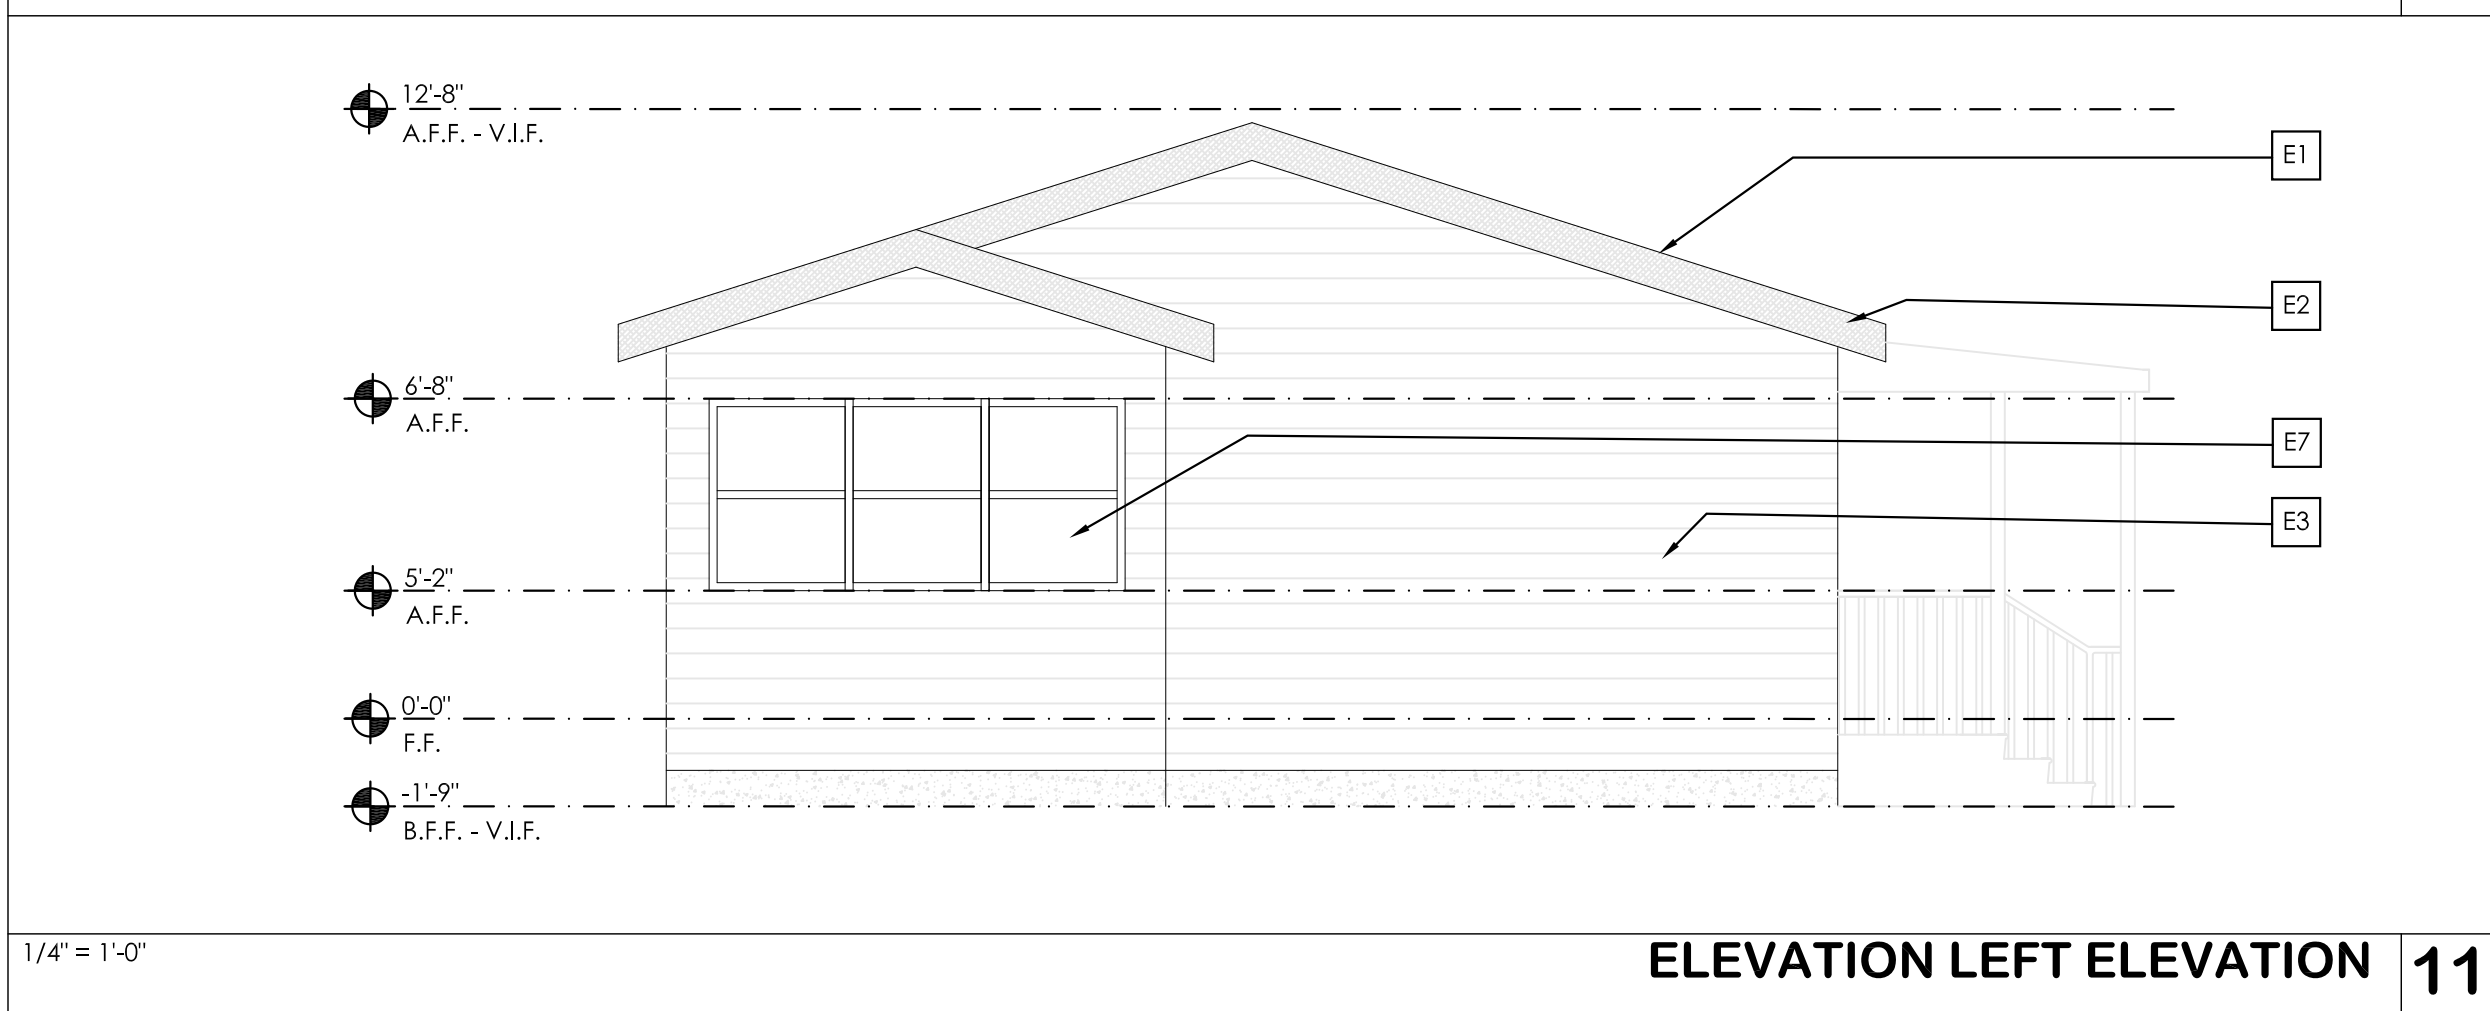 12'-8"
A.F.F. - V.I.F.
E1
E2
6'-8"
A.F.F.
E7
E3
5'-2"
A.F.F.
0'-0"
F.F.
-1'-9"
B.F.F. - V.I.F.
1/4" = 1'-0"
ELEVATION LEFT ELEVATION
11